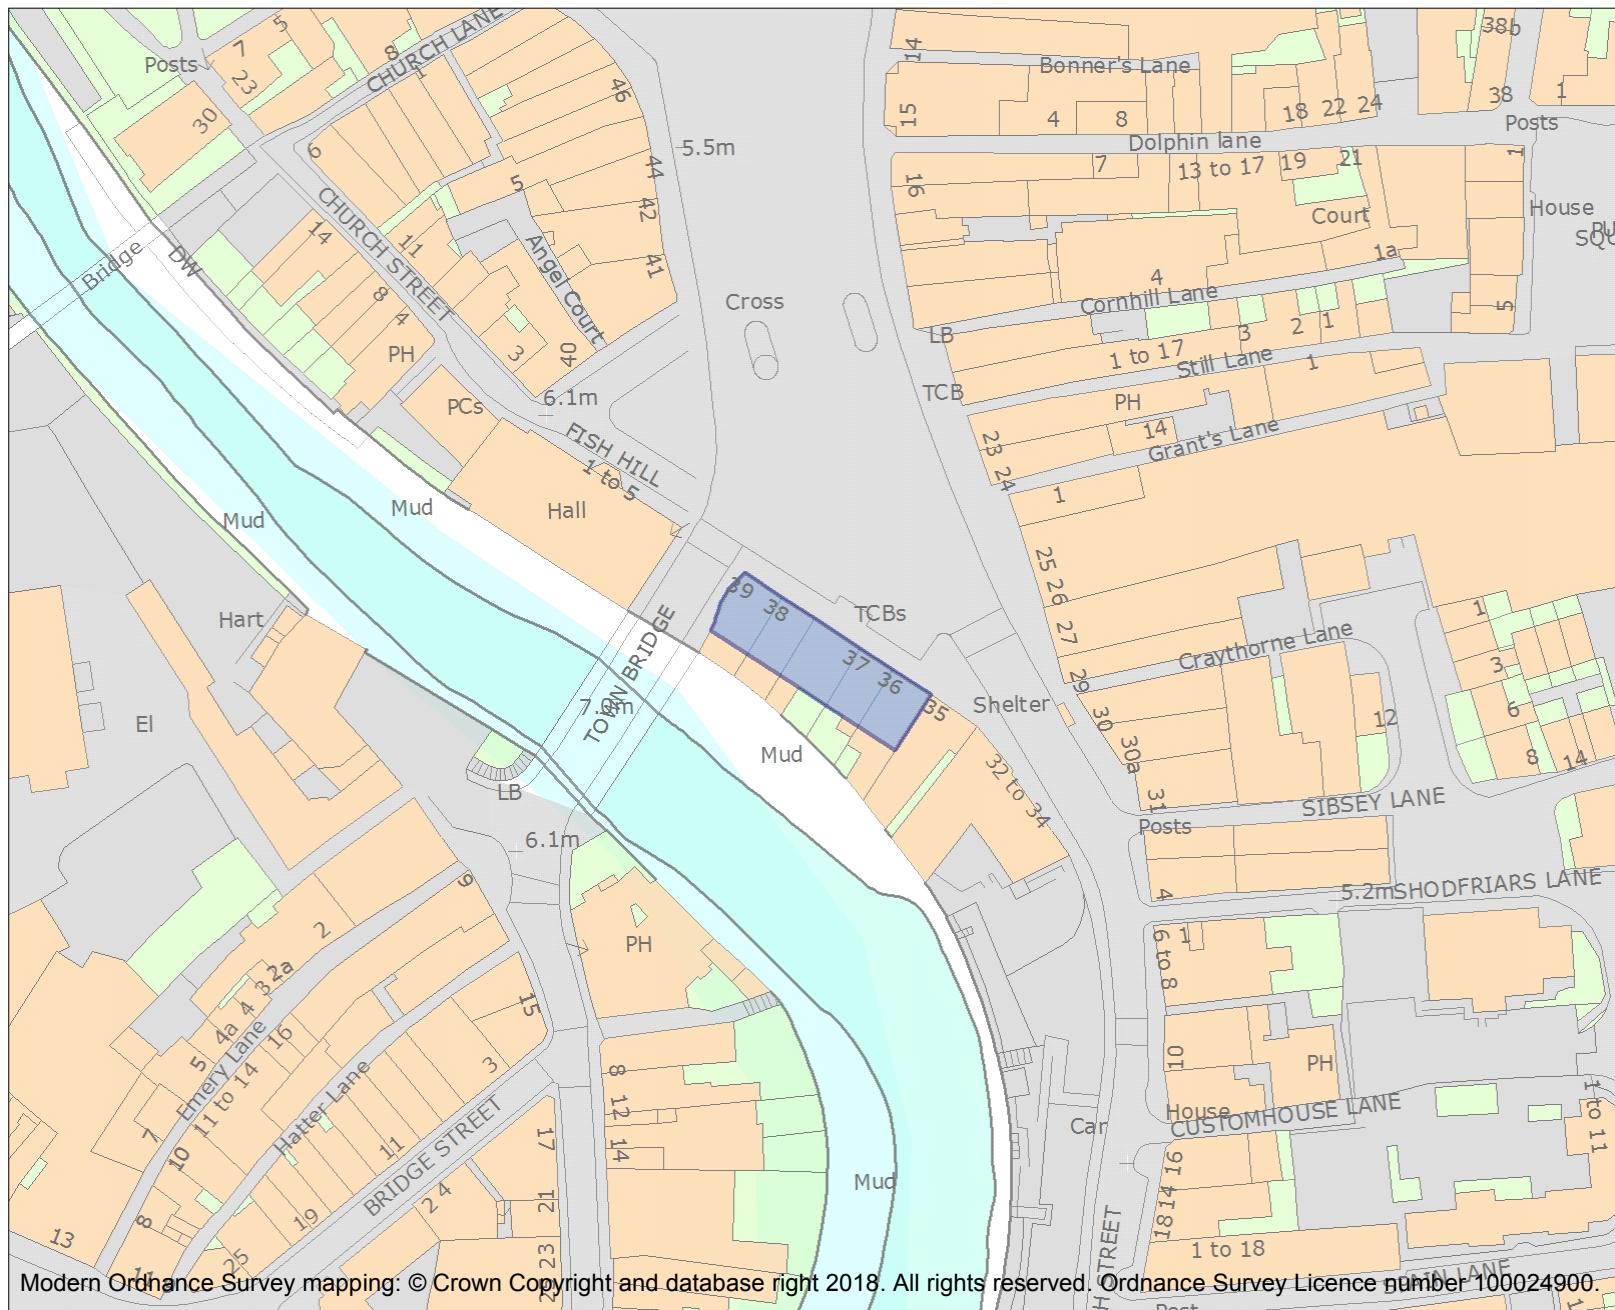 5
7
23
Posts
30
8
CHURCH LANE
1
46
14
Bonner's Lane
38b
38
1
15
4
8
18
22
24
Posts
6
5.5m
Dolphin lane
44
5
7
13 to 17
19
21
1
16
42
CHURCH STREET
14
11
Court
House
41
Bridge
DW
Angel Court
1a
8
4
Cross
4
Cornhill Lane
5
3
40
PH
LB
1 to 17
3
2
1
Still Lane
1
PCs
6.1m
TCB
PH
14
Grant's Lane
FISH HILL
1 to 5
23
24
1
Mud
Mud
Hall
25
26
27
39
38
37
36
35
TCBs
Hart
TOWN BRIDGE
Craythorne Lane
1
3
6
8
14
29
30
30a
31
12
Shelter
El
Mud
32 to 34
LB
6.1m
SIBSEY LANE
Posts
9
4
5.2m
SHODFRIARS LANE
2
2a
3
4
4a
5
PH
6 to 8
1
15
16
Emery Lane
11 to 14
7
10
8
Hatter Lane
3
11
BRIDGE STREET
19
25
13
11
2
4
17
21
23
8
12
14
Mud
10
PH
House
CUSTOMHOUSE LANE
1 to 11
Car
16
14
18
H STREET
1 to 18
SPAIN LANE
Modern Ordnance Survey mapping: © Crown Copyright and database right 2018. All rights reserved. Ordnance Survey Licence number 100024900.